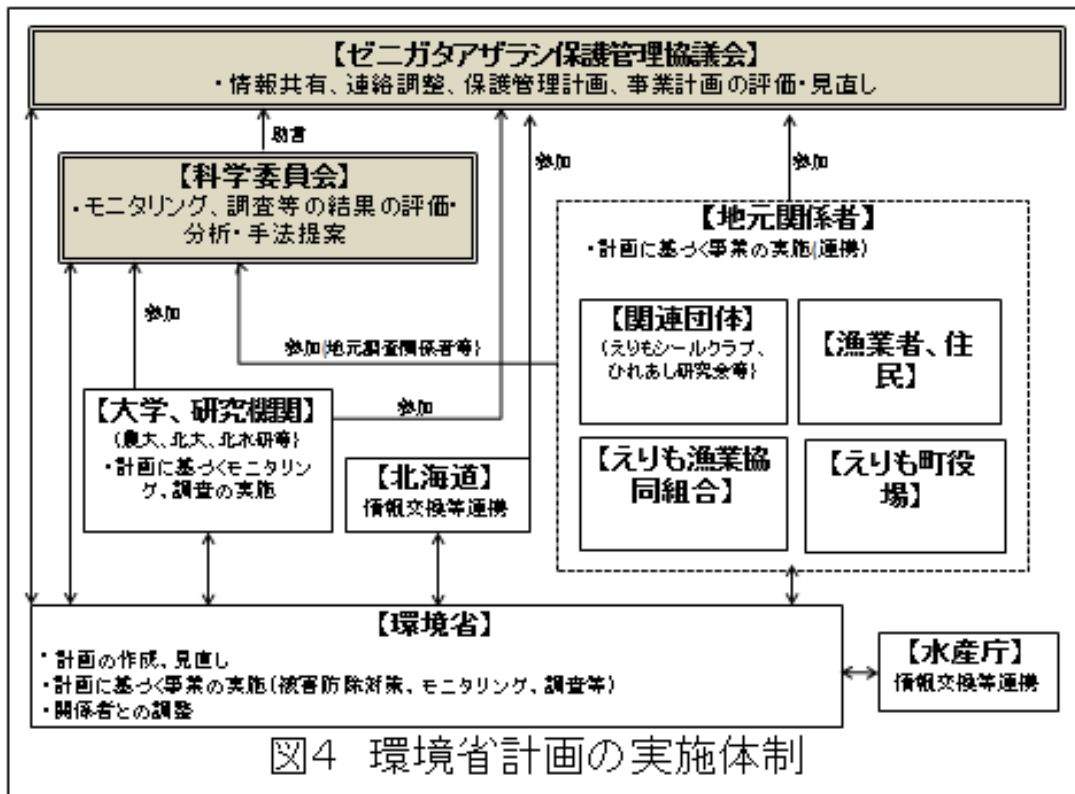 【ゼニガタアザラシ保護管理協議会】
・情報共有、連絡調整、保護管理計画、事業計画の評価・見直し
助言
参加
参加
【科学委員会】
・モニタリング、調査等の結果の評価・
分析・手法提案
【地元関係者】
・計画に基づく事業の実施(連携)
参加
参加(地元調査関係者等)
【関連団体】
(えりもシールクラブ、
ひれあし研究会等)
【漁業者、住
民】
【大学、研究機関】
(農大、北大、北水研等)
・計画に基づくモニタリン
グ、調査の実施
参加
【北海道】
情報交換等連携
【えりも漁業協
同組合】
【えりも町役
場】
【環境省】
・計画の作成、見直し
・計画に基づく事業の実施(被害防除対策、モニタリング、調査等)
・関係者との調整
【水産庁】
情報交換等連携
図4 環境省計画の実施体制